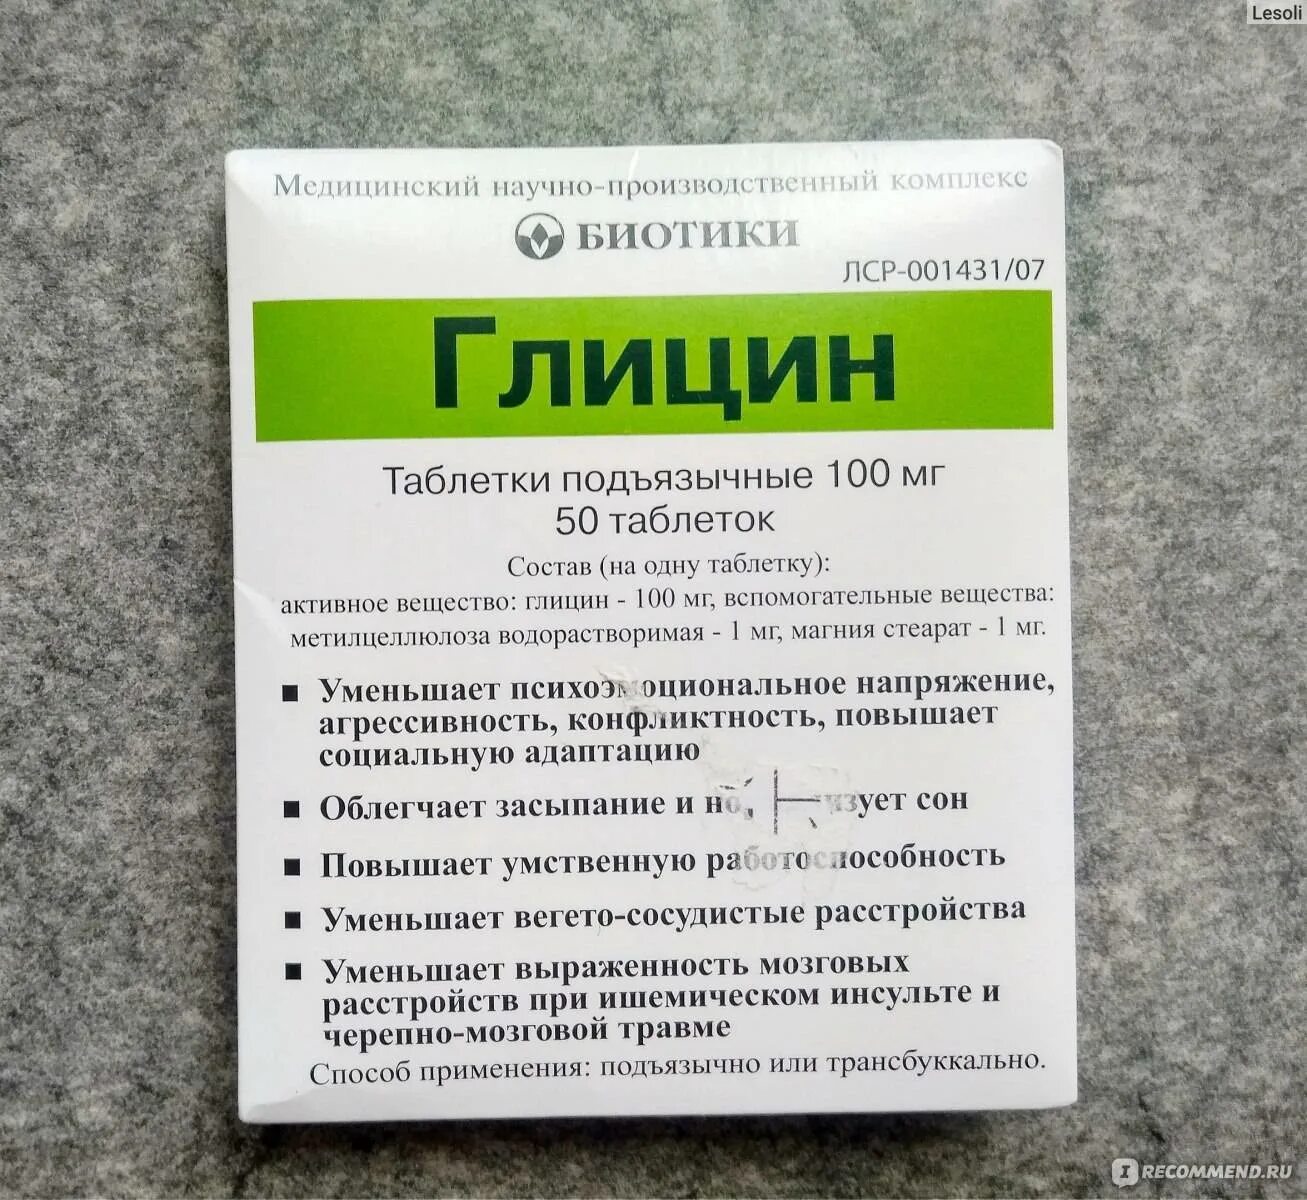 Lesoli
Медицинский научно-производственный комплекс
БИОТИКИ
ЛСР-001431/07
Глицин
Таблетки подъязычные 100 мг
50 таблеток
Состав (на одну таблетку):
активное вещество: глицин - 100 мг, вспомогательные вещества:
метилцеллюлоза водорастворимая - 1 мг, магния стеарат - 1 мг.
■ Уменьшает психоэмоциональное напряжение,
агрессивность, конфликтность, повышает
социальную адаптацию
■ Облегчает засыпание и сон
■ Повышает умственную работоспособность
■ Уменьшает вегето-сосудистые расстройства
■ Уменьшает выраженность мозговых
расстройств при ишемическом инсульте и
черепно-мозговой травме
Способ применения: подъязычно или трансбуккально.
IRECOMMEND.RU